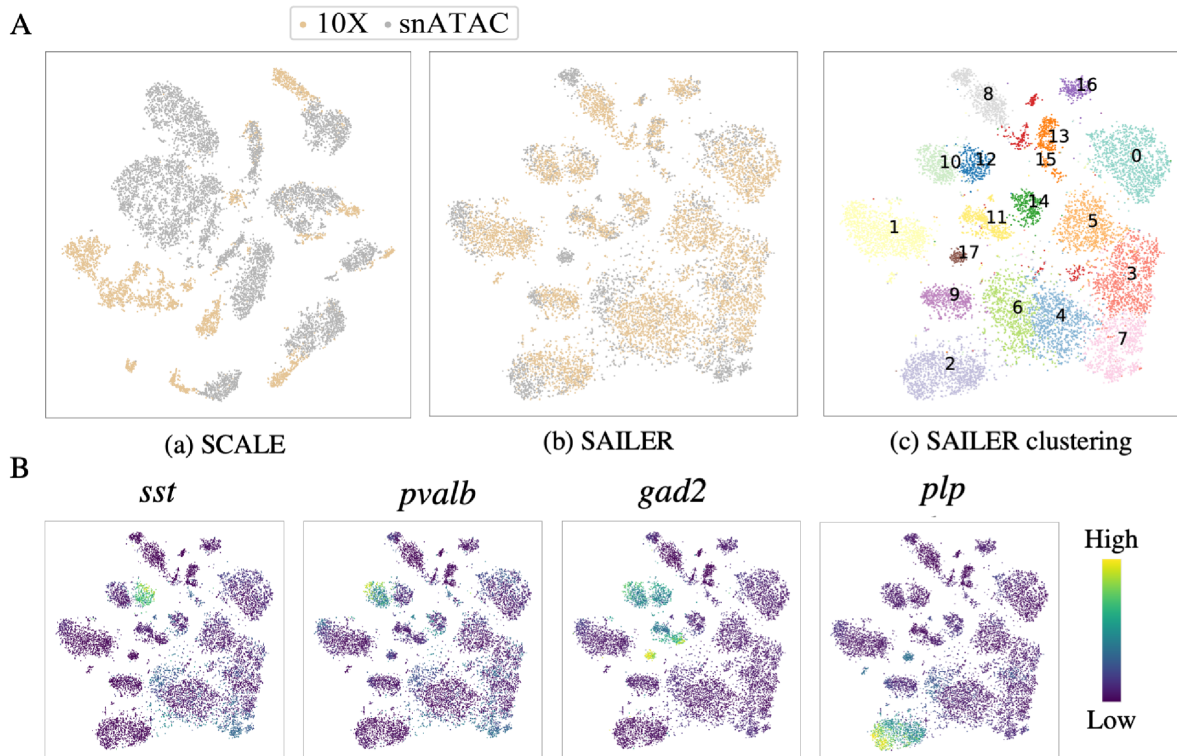 A
10X snATAC
16
8
13
0
10 12 15
14
5
11
1
17
3
9
6
4
7
2
(a) SCALE
(b) SAILER
(c) SAILER clustering
B
sst
pvalb
gad2
plp
High
Low